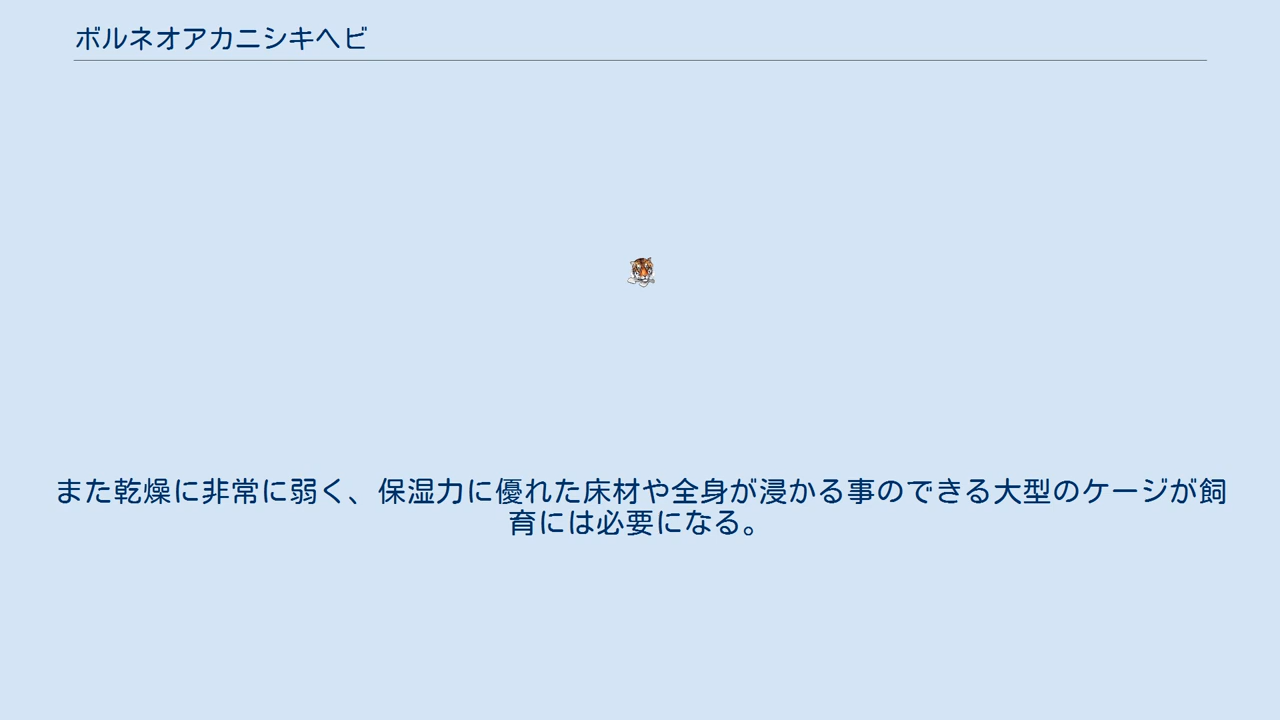 ボルネオアカニシキヘビ
また乾燥に非常に弱く、保湿力に優れた床材や全身が浸かる事のできる大型のケージが飼
育には必要になる。